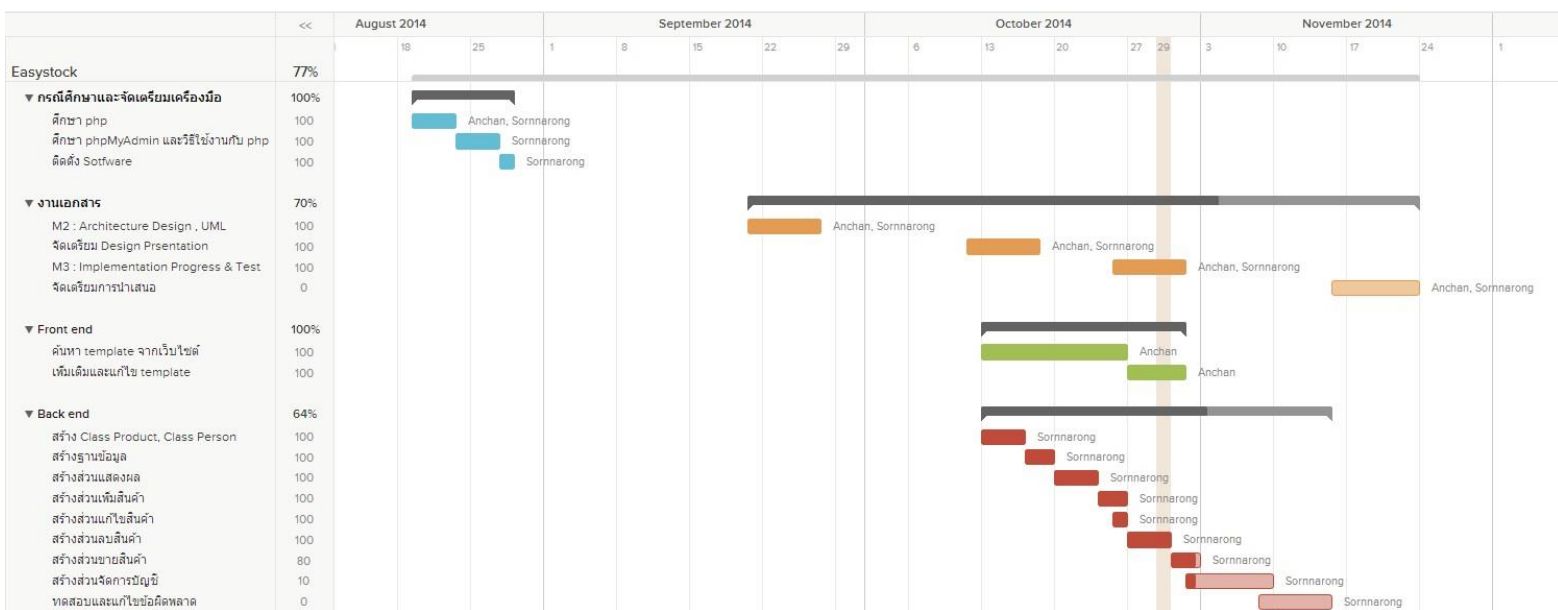 << August 2014 September 2014 October 2014 November 2014
18 25 1 8 15 22 29 6 13 20 27 29 3 10 17 24 1
Easystock 77%
▼ กรณีศึกษาและจัดเตรียมเครื่องมือ 100%
ศึกษา php 100 Anchan, Sornnarong
ศึกษา phpMyAdmin และวิธีใช้งานกับ php 100 Sornnarong
ติดตั้ง Sotfware 100 Sornnarong
▼ งานเอกสาร 70%
M2 : Architecture Design , UML 100 Anchan, Sornnarong
จัดเตรียม Design Prsentation 100 Anchan, Sornnarong
M3 : Implementation Progress & Test 100 Anchan, Sornnarong
จัดเตรียมการนำเสนอ 0 Anchan, Sornnarong
▼ Front end 100%
ค้นหา template จากเว็บไซต์ 100 Anchan
เพิ่มเติมและแก้ไข template 100 Anchan
▼ Back end 64%
สร้าง Class Product, Class Person 100 Sornnarong
สร้างฐานข้อมูล 100 Sornnarong
สร้างส่วนแสดงผล 100 Sornnarong
สร้างส่วนเพิ่มสินค้า 100 Sornnarong
สร้างส่วนแก้ไขสินค้า 100 Sornnarong
สร้างส่วนลบสินค้า 100 Sornnarong
สร้างส่วนขายสินค้า 80 Sornnarong
สร้างส่วนจัดการบัญชี 10 Sornnarong
ทดสอบและแก้ไขข้อผิดพลาด 0 Sornnarong